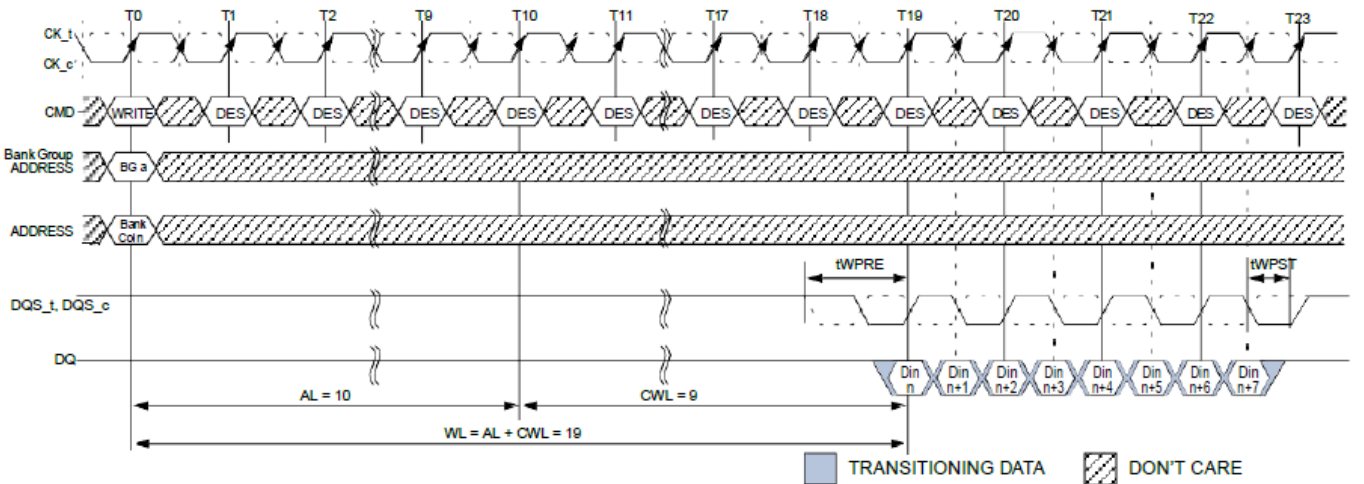 T0 T1 T2 T9 T10 T11 T17 T18 T19 T20 T21 T22 T23
CK_t
CK_c
CMD WRITE DES DES DES DES DES DES DES DES DES DES DES DES
Bank Group
ADDRESS BG a
ADDRESS Bank
Coln
tWPRE tWPST
DQS_t, DQS_c
DQ Din Din Din Din Din Din Din Din
n n+1 n+2 n+3 n+4 n+5 n+6 n+7
AL = 10 CWL = 9
WL = AL + CWL = 19
TRANSITIONING DATA DON'T CARE